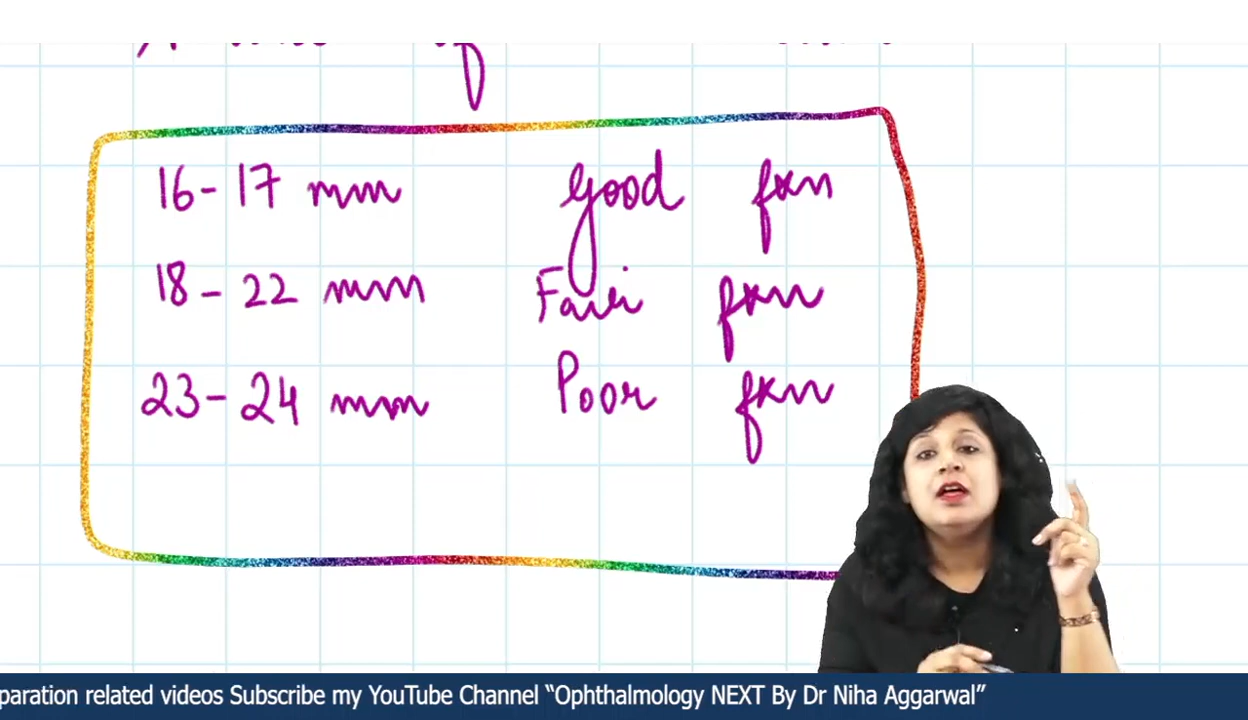 16-17 mm Good fxn
18-22 mm Fair fxn
23-24 mm Poor fxn
paration related videos Subscribe my YouTube Channel “Ophthalmology NEXT By Dr Niha Aggarwal”